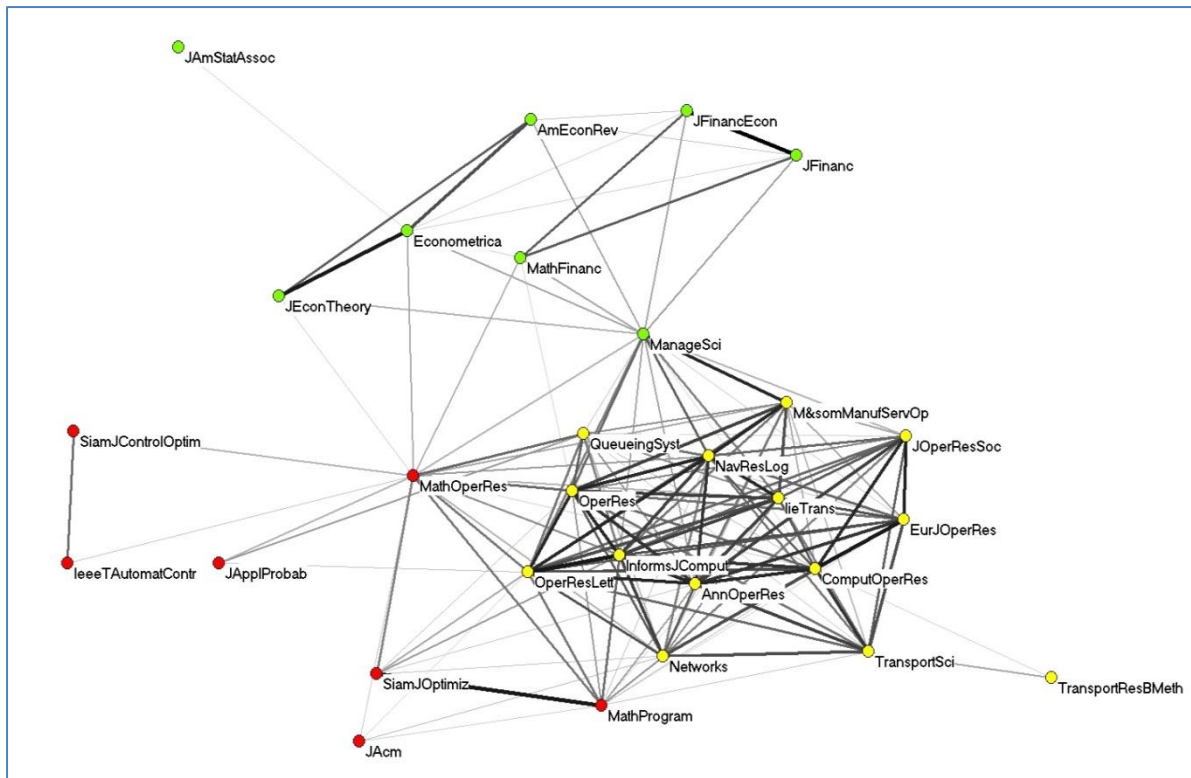 JAmStatAssoc
AmEconRev
JFinancEcon
JFinanc
Econometrica
MathFinanc
JEconTheory
ManageSci
M&somManufServOp
SiamJControlOptim
QueueingSyst
JOperResSoc
NavResLog
MathOperRes
OperRes
IieTrans
EurJOperRes
IeeeTAutomatContr
JApplProbab
InformsJComput
OperResLett
ComputOperRes
AnnOperRes
Networks
TransportSci
SiamJOptimiz
TransportResBMeth
MathProgram
JAcm